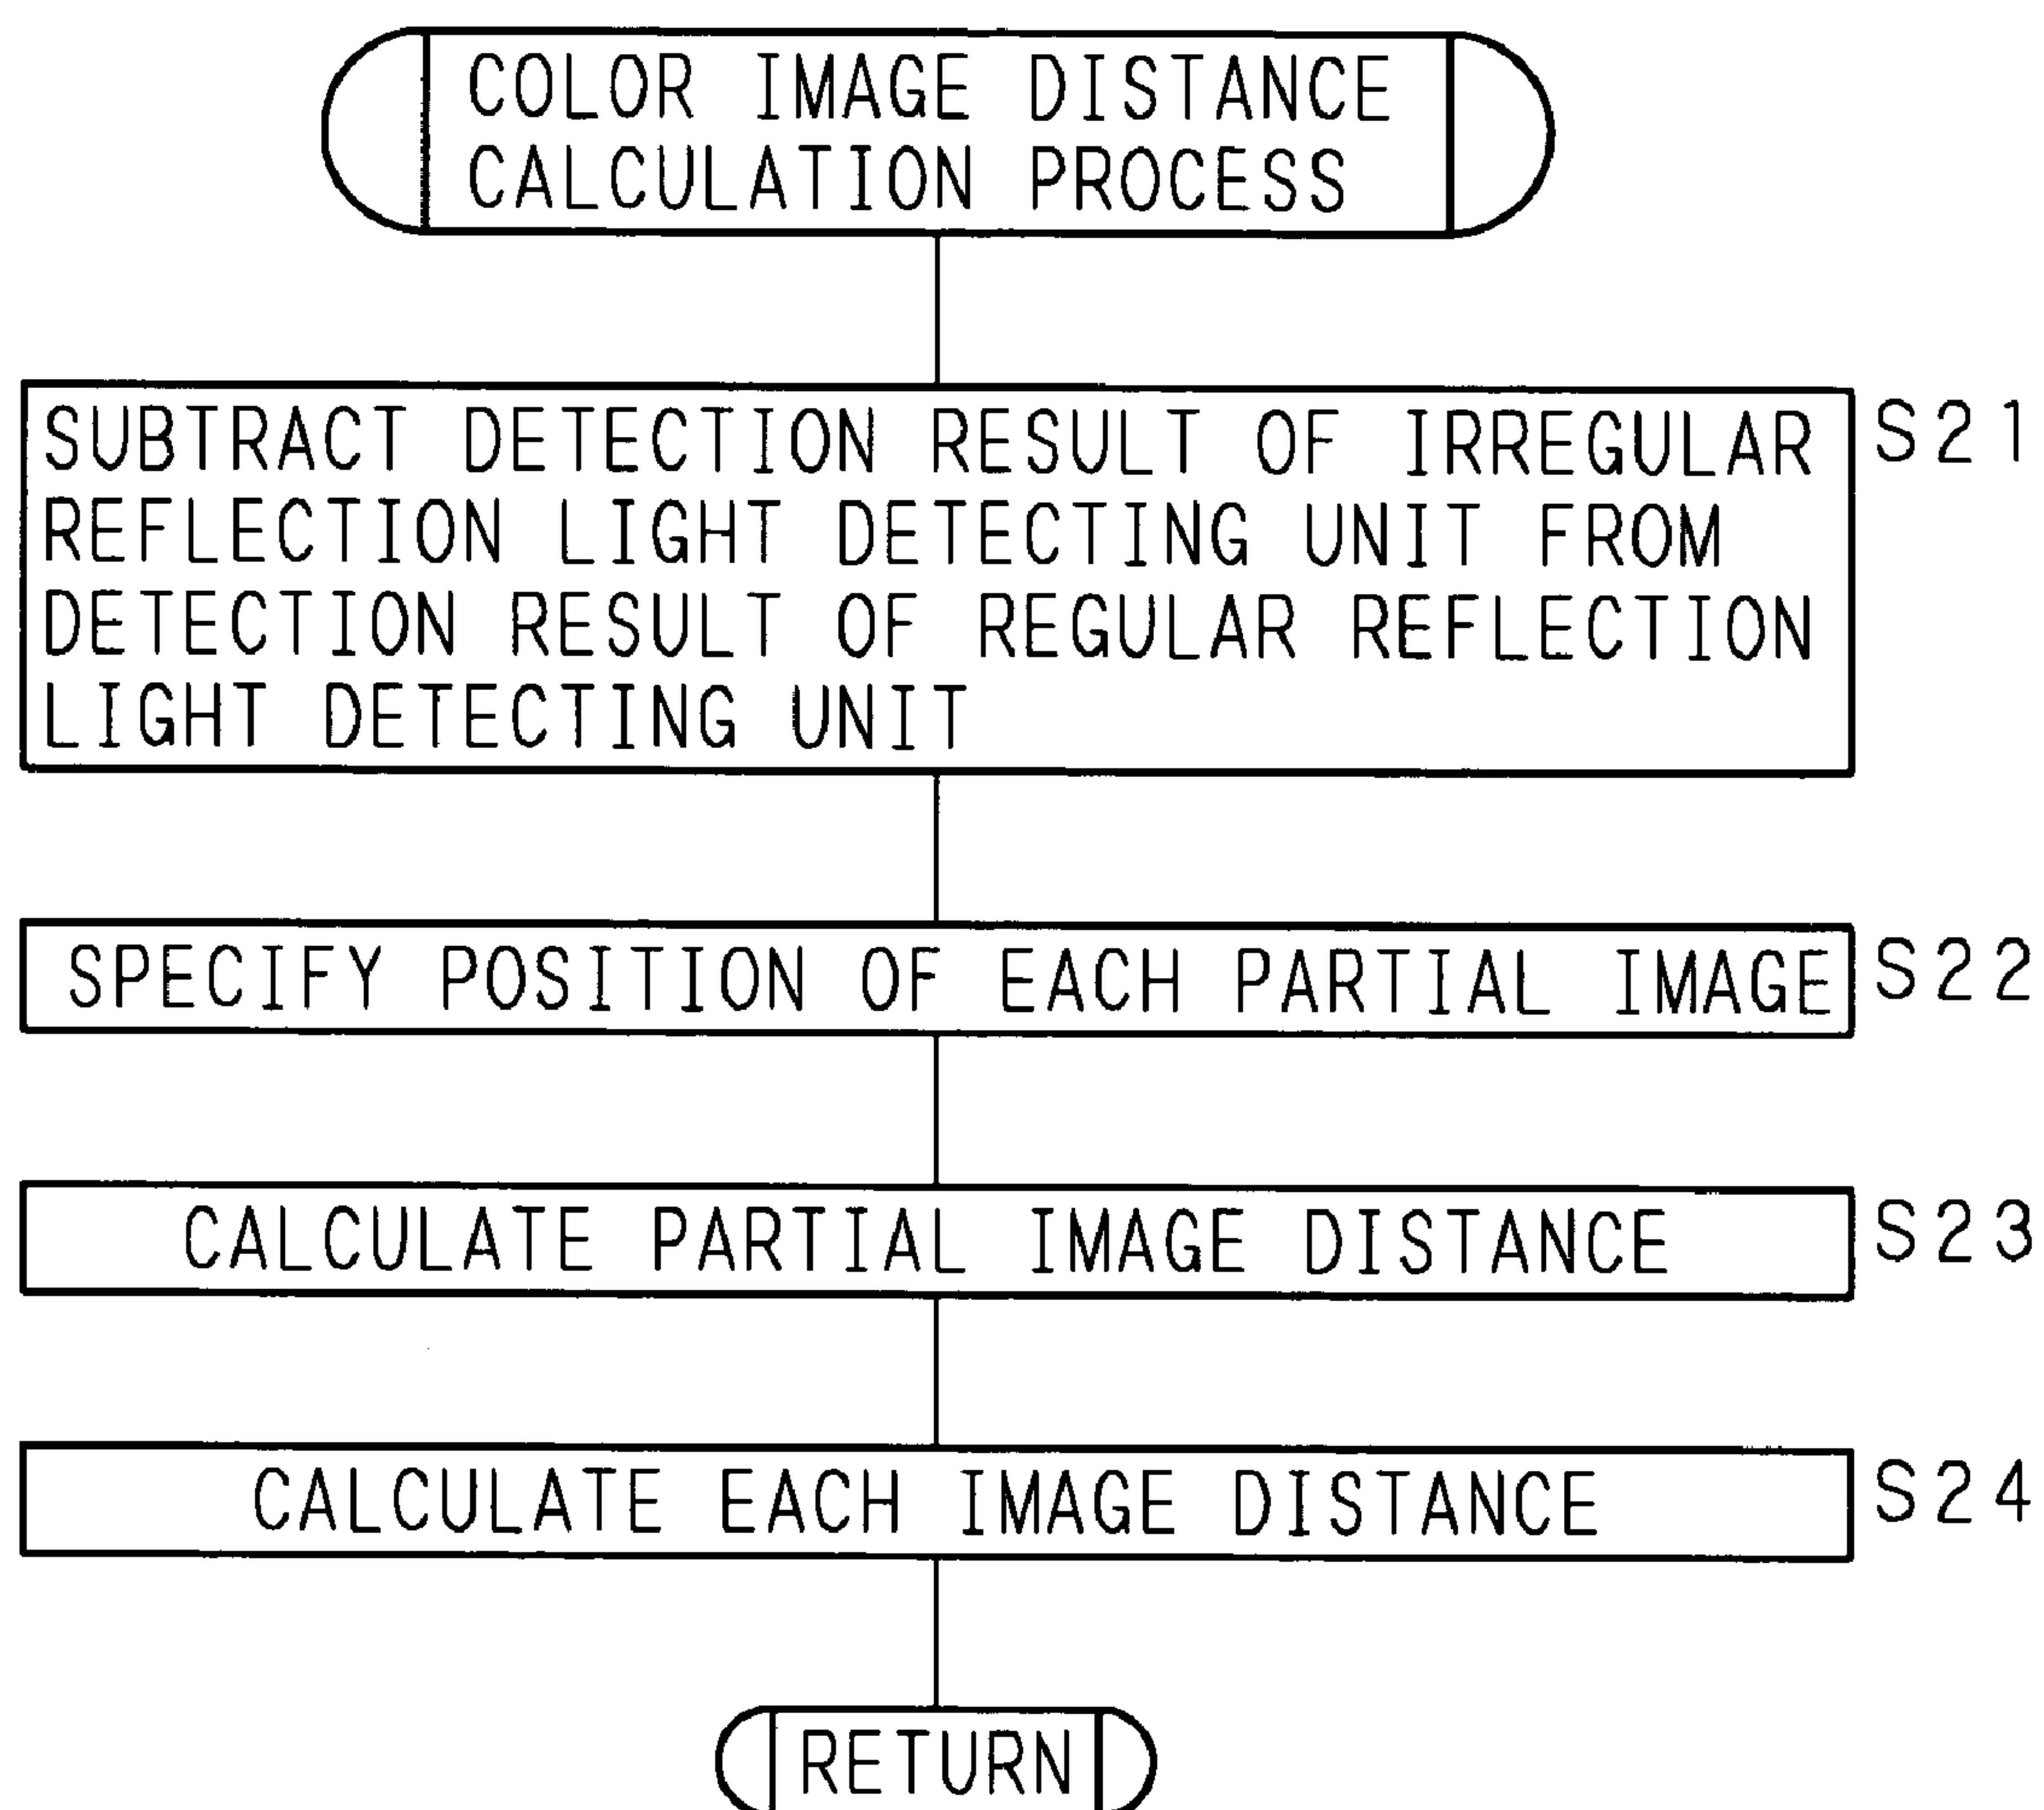 COLOR IMAGE DISTANCE
CALCULATION PROCESS
SUBTRACT DETECTION RESULT OF IRREGULAR S21
REFLECTION LIGHT DETECTING UNIT FROM
DETECTION RESULT OF REGULAR REFLECTION
LIGHT DETECTING UNIT
SPECIFY POSITION OF EACH PARTIAL IMAGE S22
CALCULATE PARTIAL IMAGE DISTANCE S23
CALCULATE EACH IMAGE DISTANCE S24
RETURN